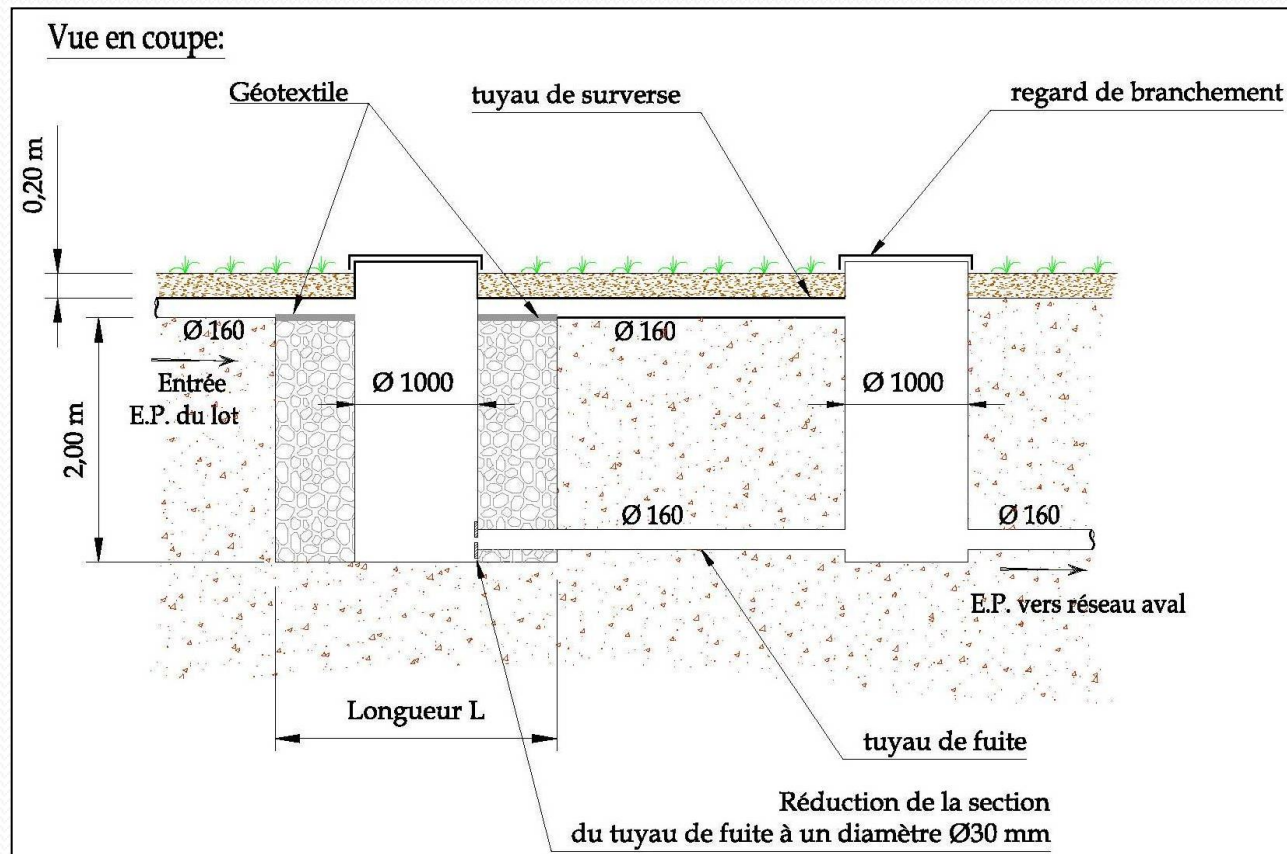 Vue en coupe:
Géotextile
tuyau de surverse
regard de branchement
0,20 m
Ø 160
Ø 160
Entrée
E.P. du lot
Ø 1000
Ø 1000
2,00 m
Ø 160
Ø 160
E.P. vers réseau aval
Longueur L
tuyau de fuite
Réduction de la section
du tuyau de fuite à un diamètre Ø30 mm